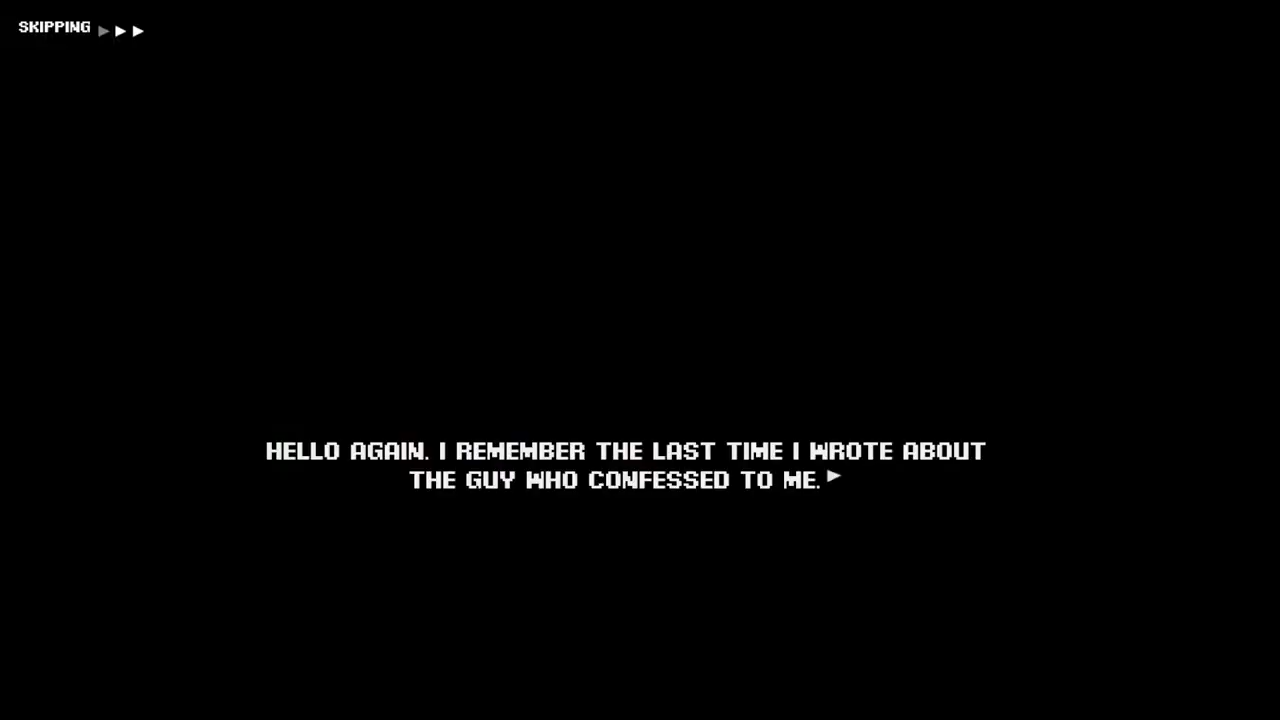 SKIPPING
HELLO AGAIN. I REMEMBER THE LAST TIME I WROTE ABOUT
THE GUY WHO CONFESSED TO ME.